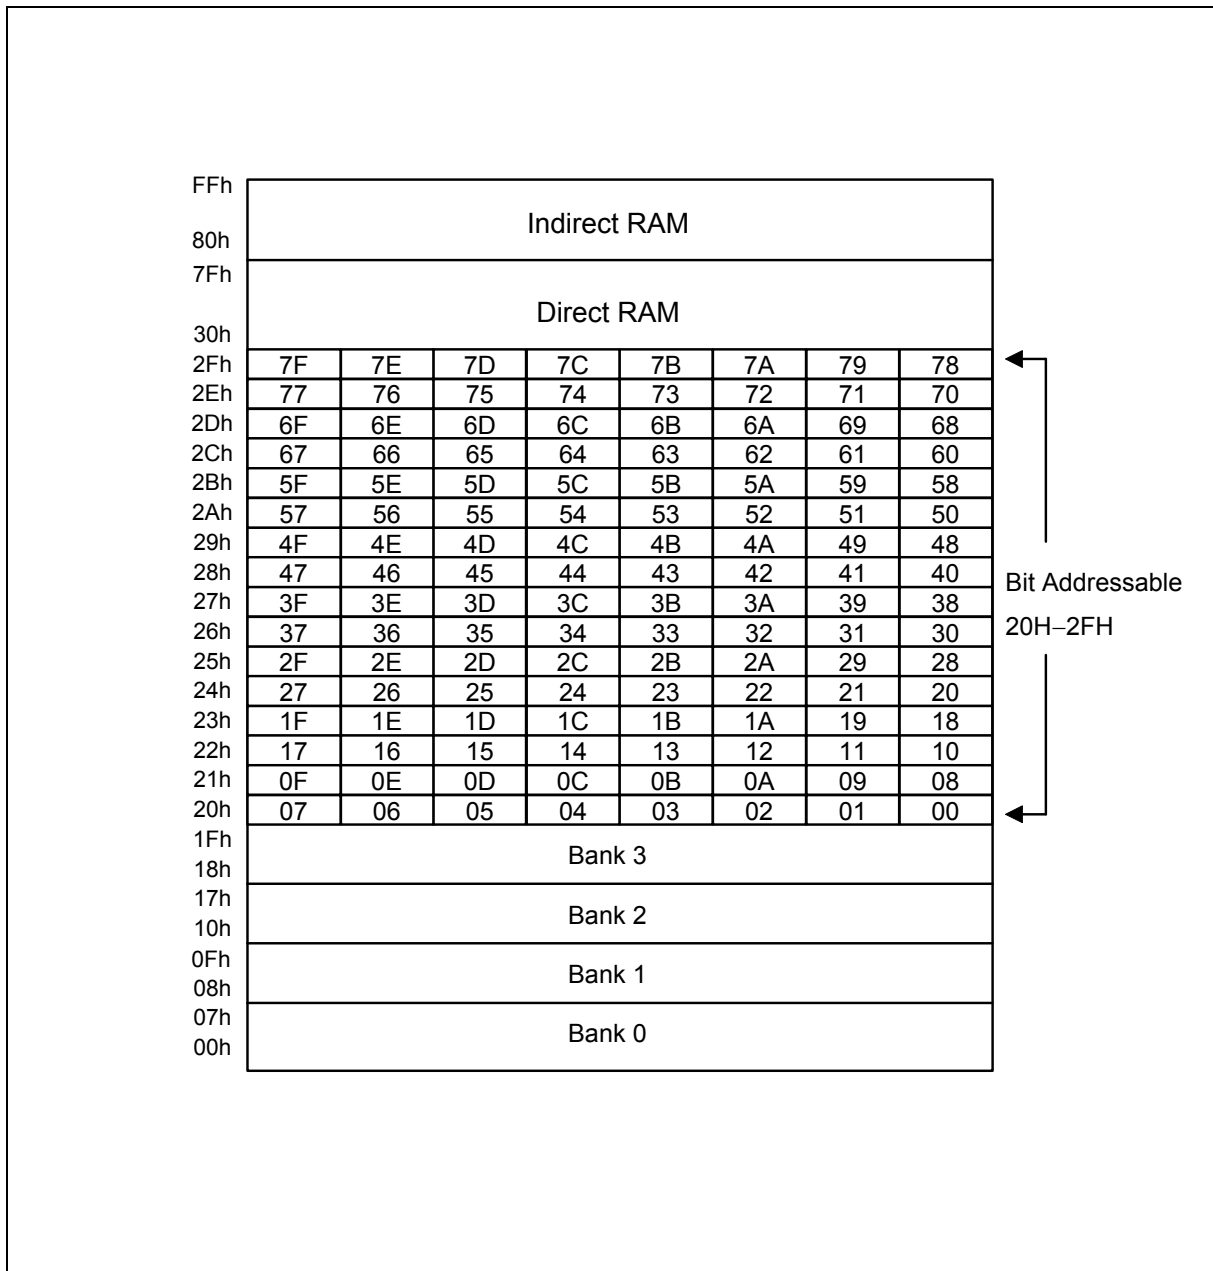 FFh
Indirect RAM
80h
7Fh
Direct RAM
30h
2Fh 7F 7E 7D 7C 7B 7A 79 78
2Eh 77 76 75 74 73 72 71 70
2Dh 6F 6E 6D 6C 6B 6A 69 68
2Ch 67 66 65 64 63 62 61 60
2Bh 5F 5E 5D 5C 5B 5A 59 58
2Ah 57 56 55 54 53 52 51 50
29h 4F 4E 4D 4C 4B 4A 49 48
28h 47 46 45 44 43 42 41 40
27h 3F 3E 3D 3C 3B 3A 39 38
26h 37 36 35 34 33 32 31 30
25h 2F 2E 2D 2C 2B 2A 29 28
24h 27 26 25 24 23 22 21 20
23h 1F 1E 1D 1C 1B 1A 19 18
22h 17 16 15 14 13 12 11 10
21h 0F 0E 0D 0C 0B 0A 09 08
20h 07 06 05 04 03 02 01 00
Bit Addressable
20H–2FH
1Fh
Bank 3
18h
17h
Bank 2
10h
0Fh
Bank 1
08h
07h
Bank 0
00h